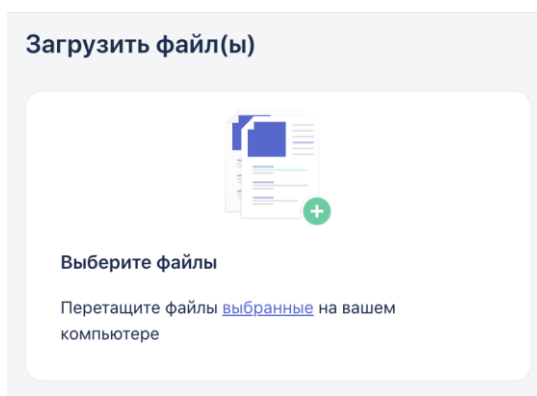 Загрузить файл(ы)
Выберите файлы
Перетащите файлы выбранные на вашем
компьютере